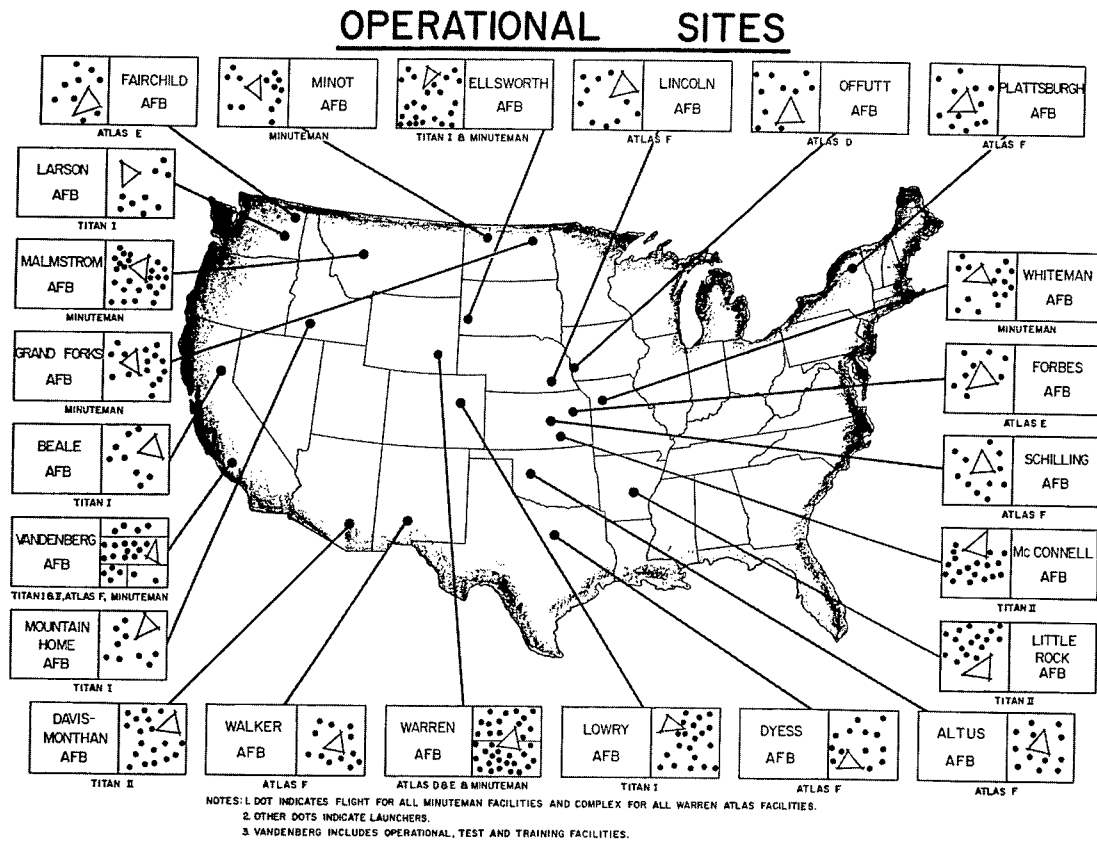 OPERATIONAL SITES
FAIRCHILD
AFB
ATLAS E
MINOT
AFB
MINUTEMAN
ELLSWORTH
AFB
TITAN I & MINUTEMAN
LINCOLN
AFB
ATLAS F
OFFUTT
AFB
ATLAS D
PLATTSBURGH
AFB
ATLAS F
LARSON
AFB
TITAN I
MALMSTROM
AFB
MINUTEMAN
GRAND FORKS
AFB
MINUTEMAN
BEALE
AFB
TITAN I
VANDENBERG
AFB
TITAN I & II, ATLAS F, MINUTEMAN
MOUNTAIN
HOME
AFB
TITAN I
WHITEMAN
AFB
MINUTEMAN
FORBES
AFB
ATLAS E
SCHILLING
AFB
ATLAS F
Mc CONNELL
AFB
TITAN II
LITTLE
ROCK
AFB
TITAN II
DAVIS-
MONTHAN
AFB
TITAN II
WALKER
AFB
ATLAS F
WARREN
AFB
ATLAS D & E & MINUTEMAN
LOWRY
AFB
TITAN I
DYESS
AFB
ATLAS F
ALTUS
AFB
ATLAS F
NOTES: 1. DOT INDICATES FLIGHT FOR ALL MINUTEMAN FACILITIES AND COMPLEX FOR ALL WARREN ATLAS FACILITIES.
2. OTHER DOTS INDICATE LAUNCHERS.
3. VANDENBERG INCLUDES OPERATIONAL, TEST AND TRAINING FACILITIES.